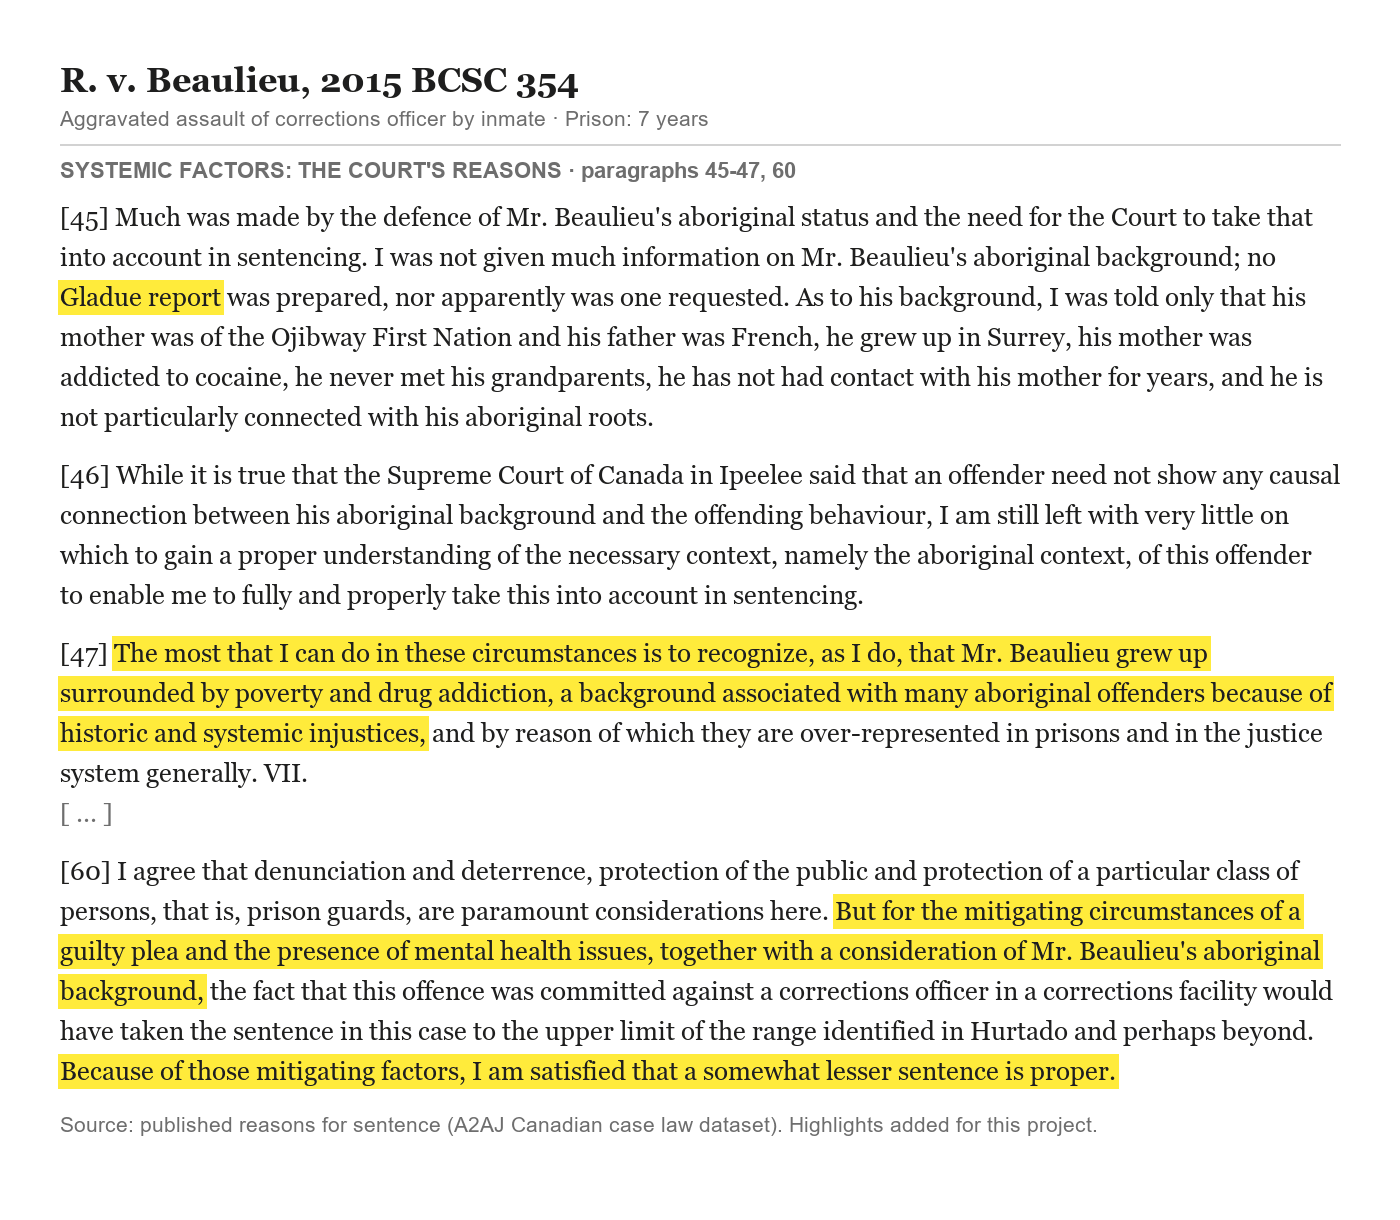 R. v. Beaulieu, 2015 BCSC 354
Aggravated assault of corrections officer by inmate · Prison: 7 years
SYSTEMIC FACTORS: THE COURT'S REASONS · paragraphs 45-47, 60
[45] Much was made by the defence of Mr. Beaulieu's aboriginal status and the need for the Court to take that
into account in sentencing. I was not given much information on Mr. Beaulieu's aboriginal background; no
Gladue report was prepared, nor apparently was one requested. As to his background, I was told only that his
mother was of the Ojibway First Nation and his father was French, he grew up in Surrey, his mother was
addicted to cocaine, he never met his grandparents, he has not had contact with his mother for years, and he is
not particularly connected with his aboriginal roots.
[46] While it is true that the Supreme Court of Canada in Ipeelee said that an offender need not show any causal
connection between his aboriginal background and the offending behaviour, I am still left with very little on
which to gain a proper understanding of the necessary context, namely the aboriginal context, of this offender
to enable me to fully and properly take this into account in sentencing.
[47] The most that I can do in these circumstances is to recognize, as I do, that Mr. Beaulieu grew up
surrounded by poverty and drug addiction, a background associated with many aboriginal offenders because of
historic and systemic injustices, and by reason of which they are over-represented in prisons and in the justice
system generally. VII.
[ ... ]
[60] I agree that denunciation and deterrence, protection of the public and protection of a particular class of
persons, that is, prison guards, are paramount considerations here. But for the mitigating circumstances of a
guilty plea and the presence of mental health issues, together with a consideration of Mr. Beaulieu's aboriginal
background, the fact that this offence was committed against a corrections officer in a corrections facility would
have taken the sentence in this case to the upper limit of the range identified in Hurtado and perhaps beyond.
Because of those mitigating factors, I am satisfied that a somewhat lesser sentence is proper.
Source: published reasons for sentence (A2AJ Canadian case law dataset). Highlights added for this project.